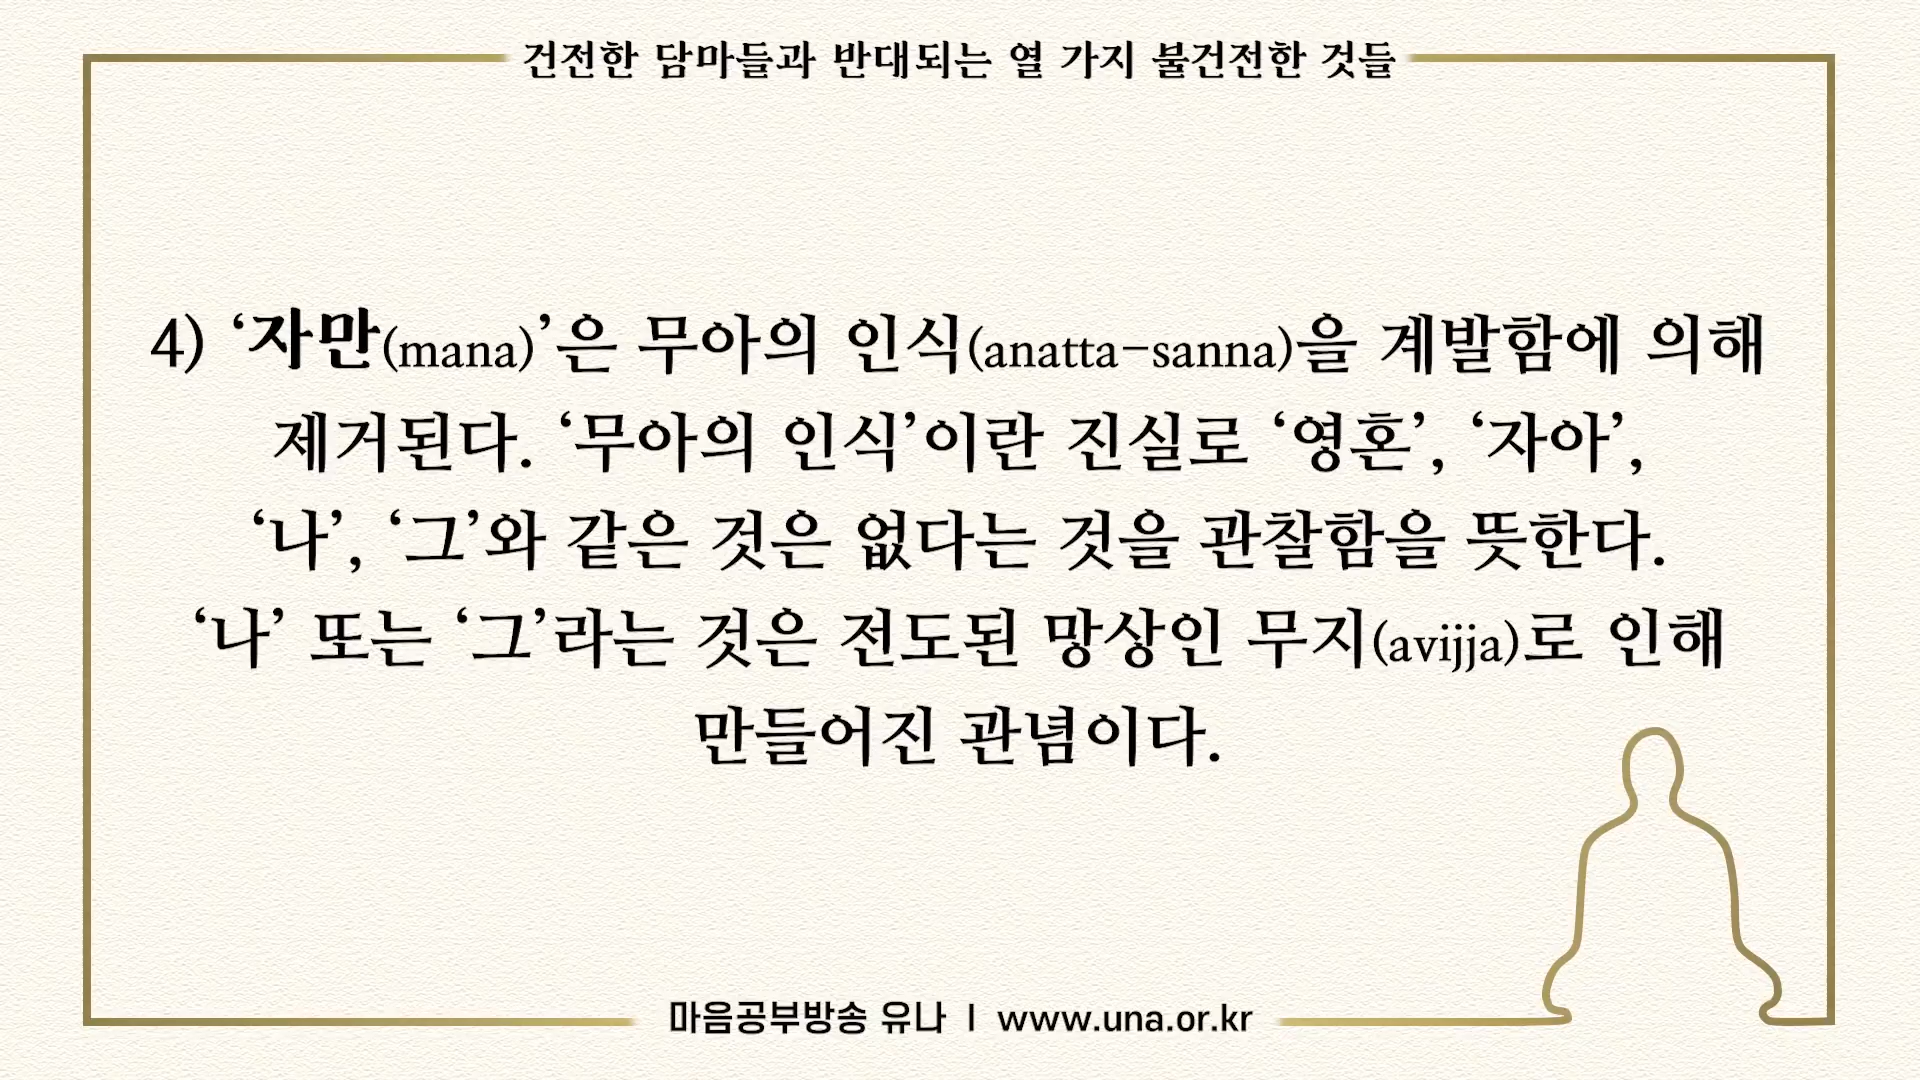 건전한 담마들과 반대되는 열 가지 불건전한 것들
4) ‘자만(mana)’은 무아의 인식(anatta-sanna)을 계발함에 의해
제거된다. ‘무아의 인식’이란 진실로 ‘영혼’, ‘자아’,
‘나’, ‘그’와 같은 것은 없다는 것을 관찰함을 뜻한다.
‘나’ 또는 ‘그’라는 것은 전도된 망상인 무지(avijja)로 인해
만들어진 관념이다.
마음공부방송 유나 | www.una.or.kr